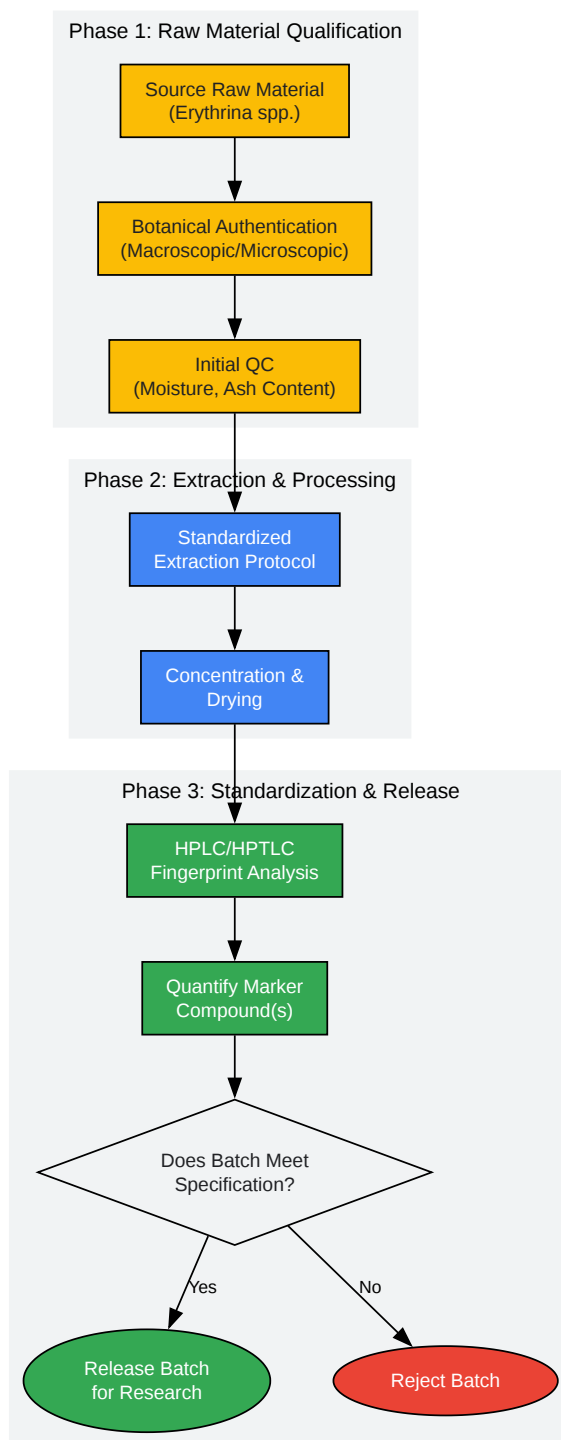 Phase 1: Raw Material Qualification
Source Raw Material
(Erythrina spp.)
Botanical Authentication
(Macroscopic/Microscopic)
Initial QC
(Moisture, Ash Content)
Phase 2: Extraction & Processing
Standardized
Extraction Protocol
Concentration &
Drying
Phase 3: Standardization & Release
HPLC/HPTLC
Fingerprint Analysis
Quantify Marker
Compound(s)
Does Batch Meet
Specification?
Yes
No
Release Batch
for Research
Reject Batch